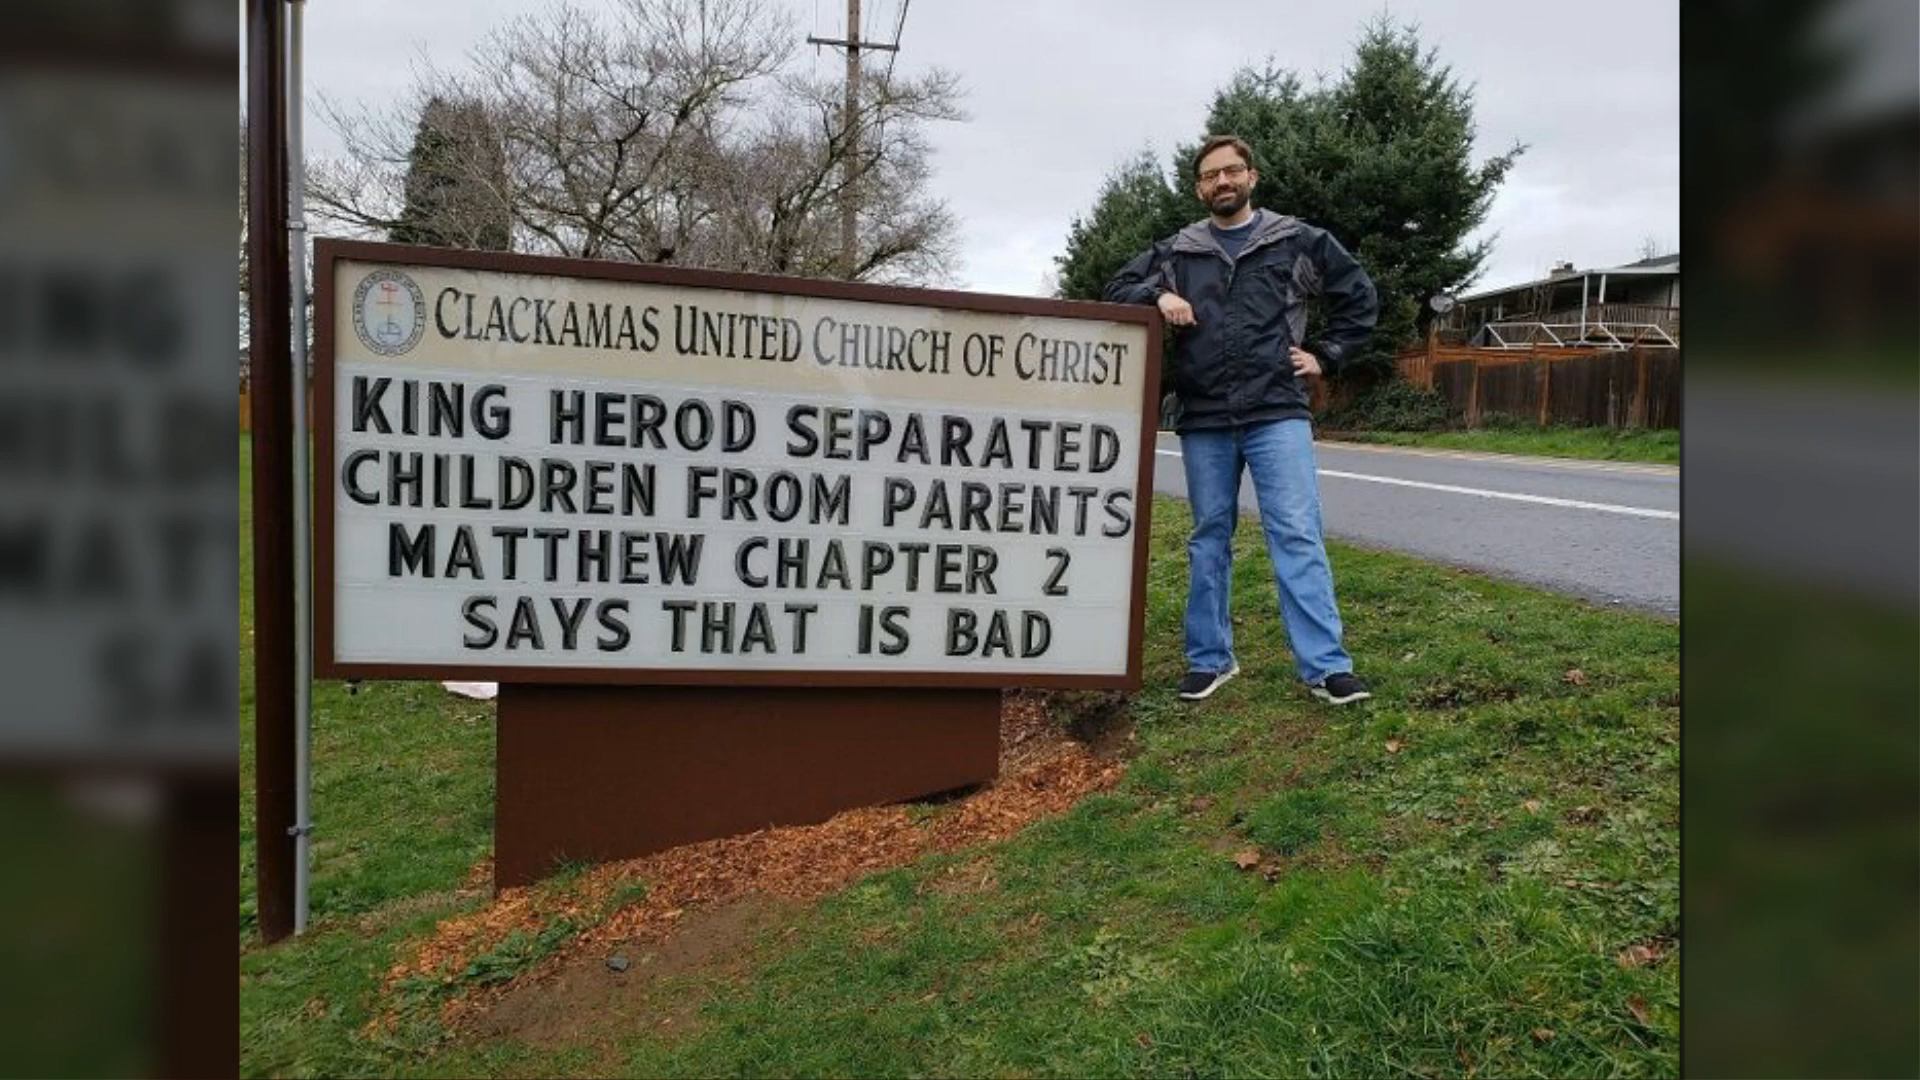 CLACKAMAS UNITED CHURCH OF CHRIST
KING HEROD SEPARATED
CHILDREN FROM PARENTS
MATTHEW CHAPTER 2
SAYS THAT IS BAD